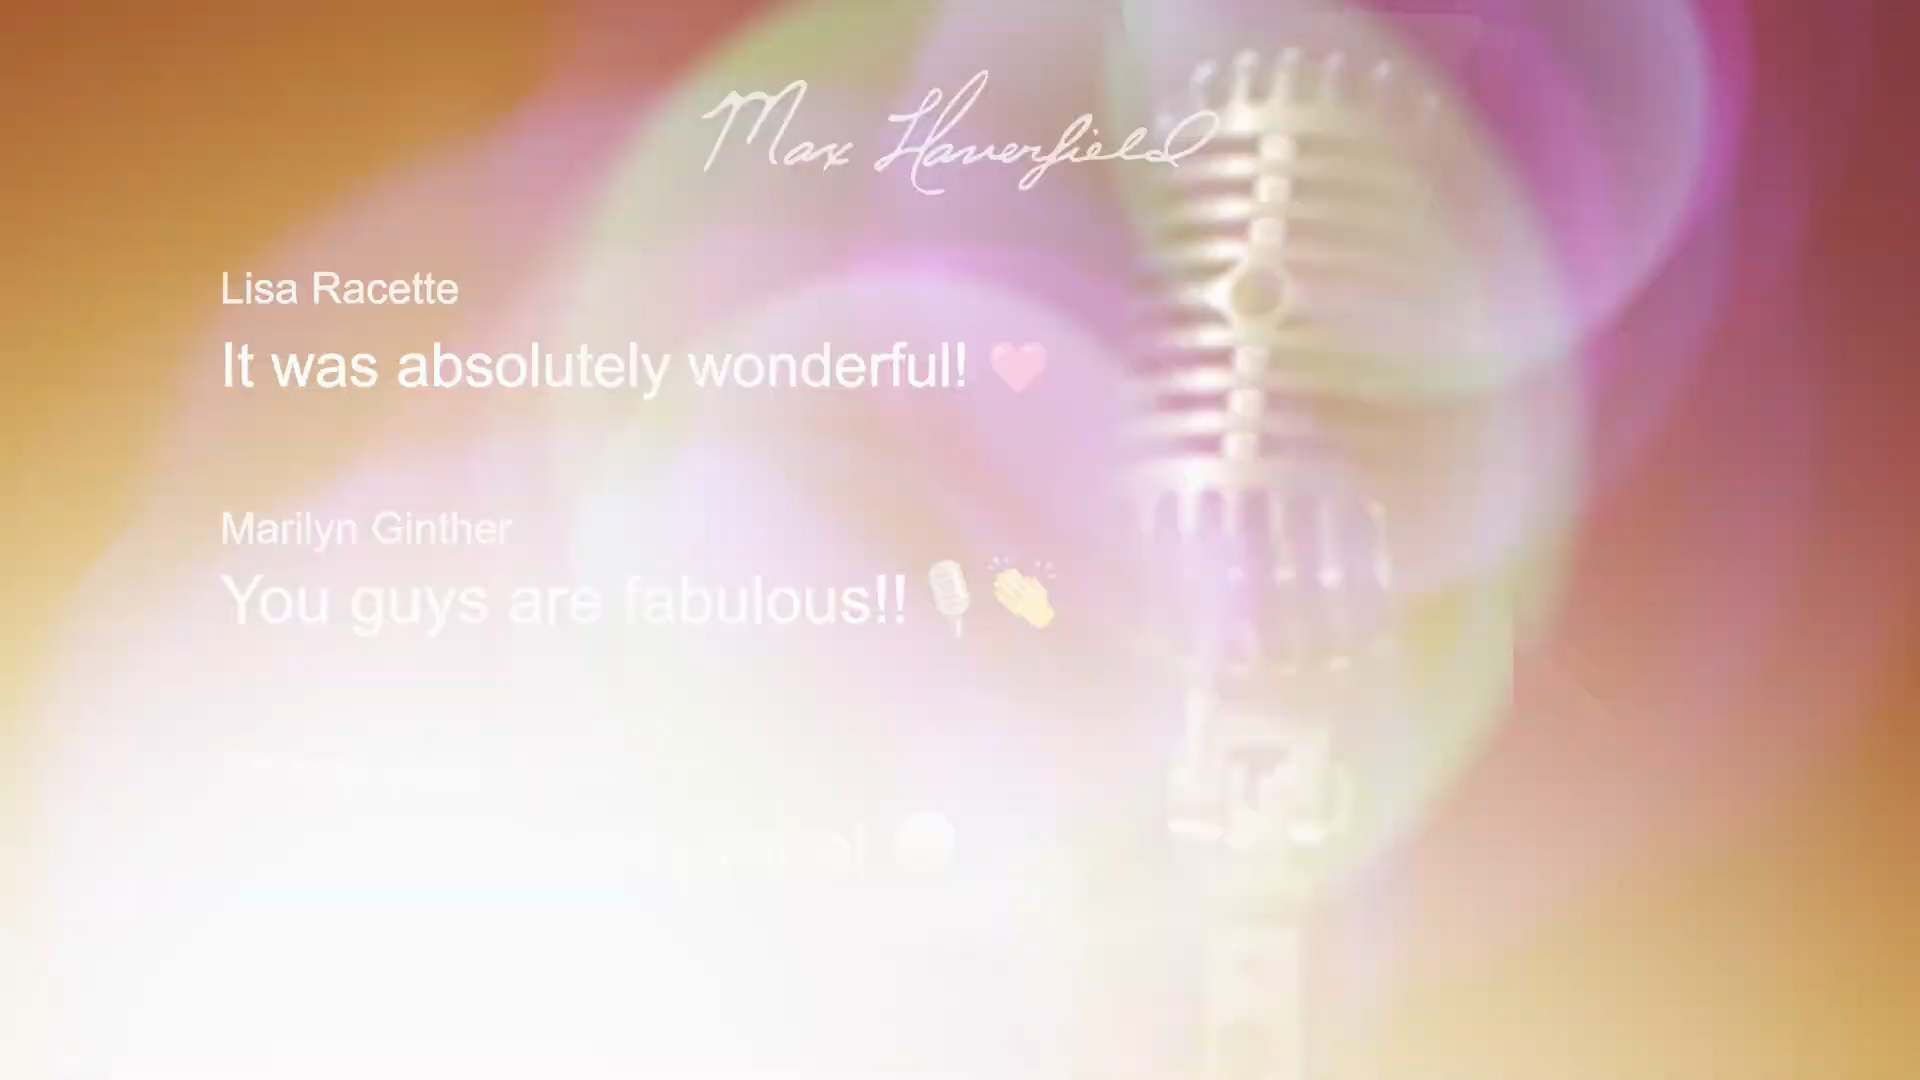 Max Haverfield
Lisa Racette
It was absolutely wonderful! ❤️
Marilyn Ginther
You guys are fabulous!! 🎙️ 👏